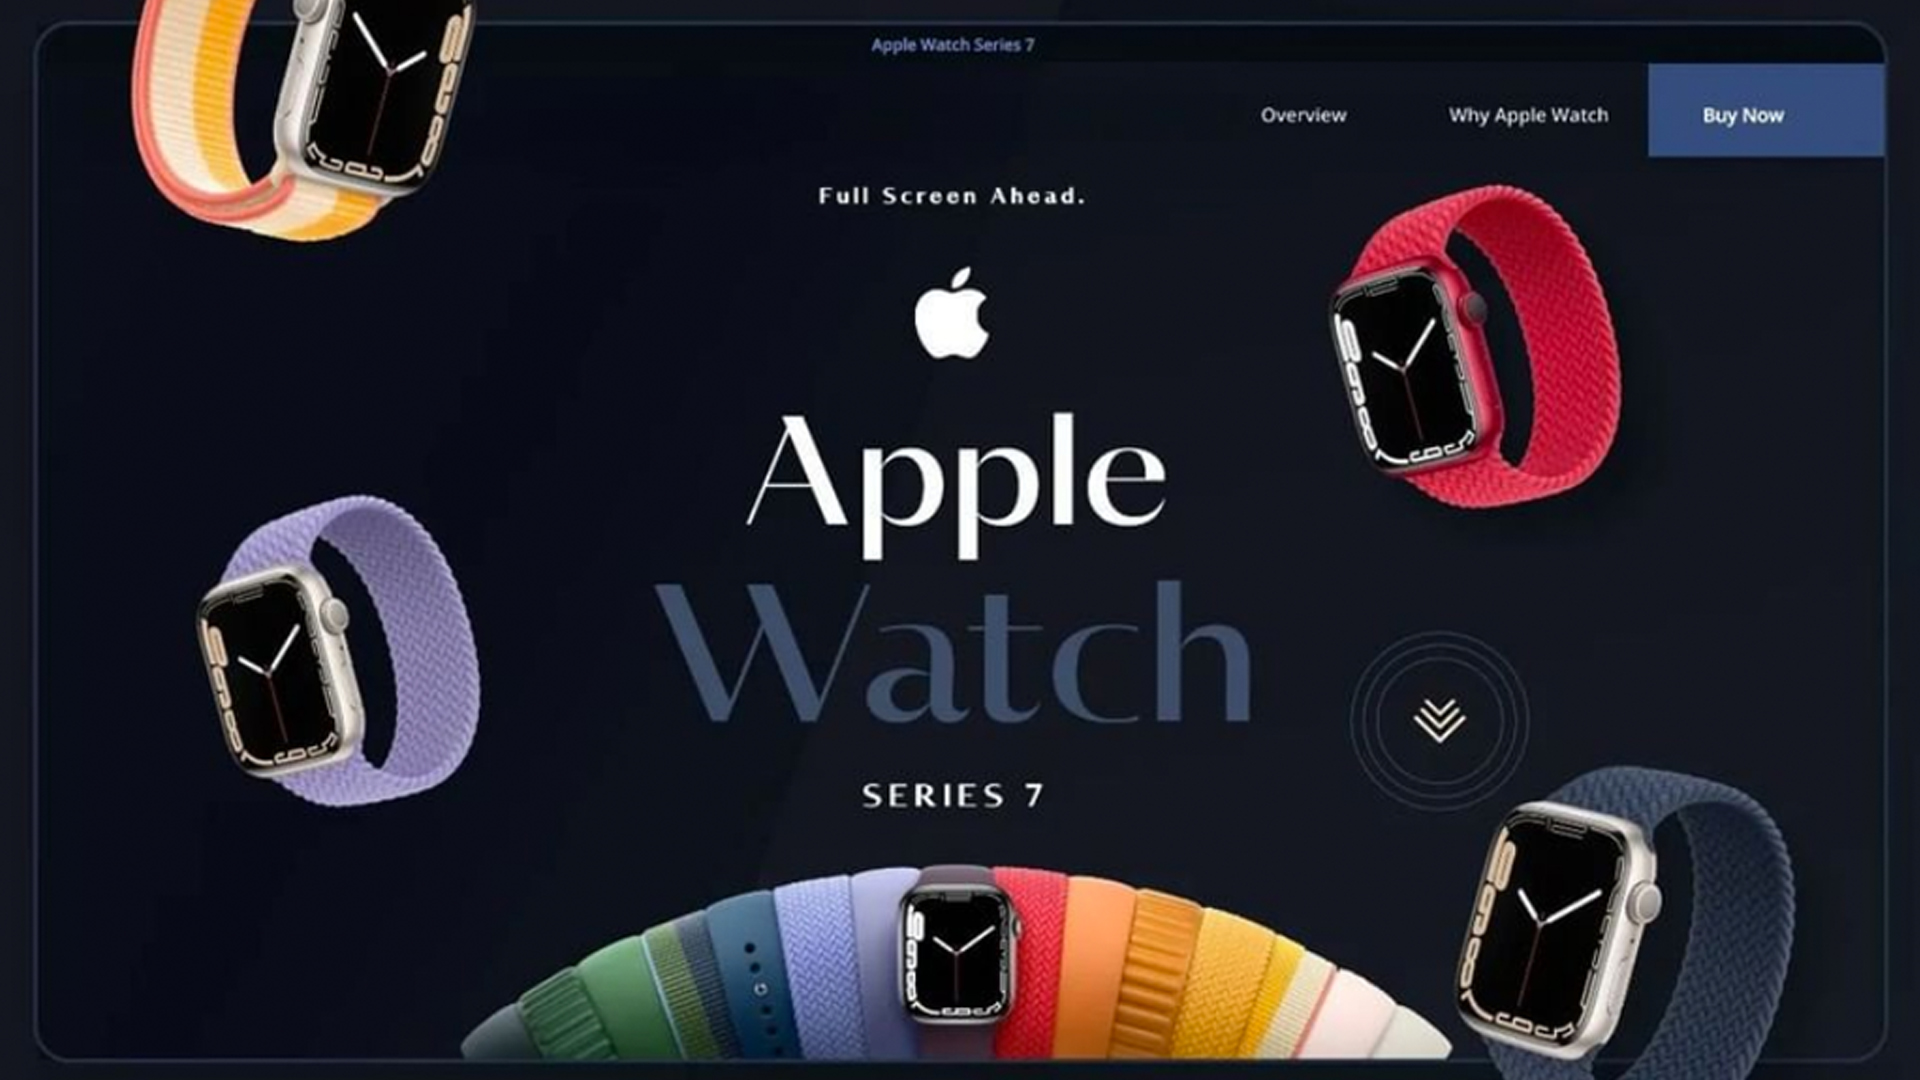 Apple Watch Series 7
Overview
Why Apple Watch
Buy Now
Full Screen Ahead.
Apple
Watch
SERIES 7